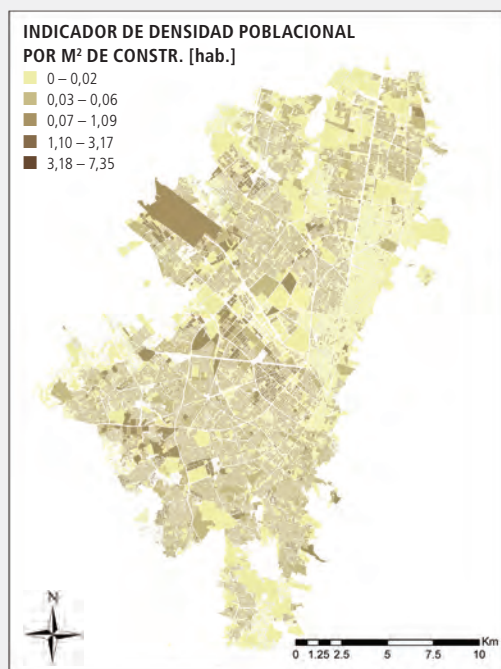 INDICADOR DE DENSIDAD POBLACIONAL
POR M² DE CONSTR. [hab.]
0 – 0,02
0,03 – 0,06
0,07 – 1,09
1,10 – 3,17
3,18 – 7,35
N
Km
0 1.25 2.5 5 7.5 10